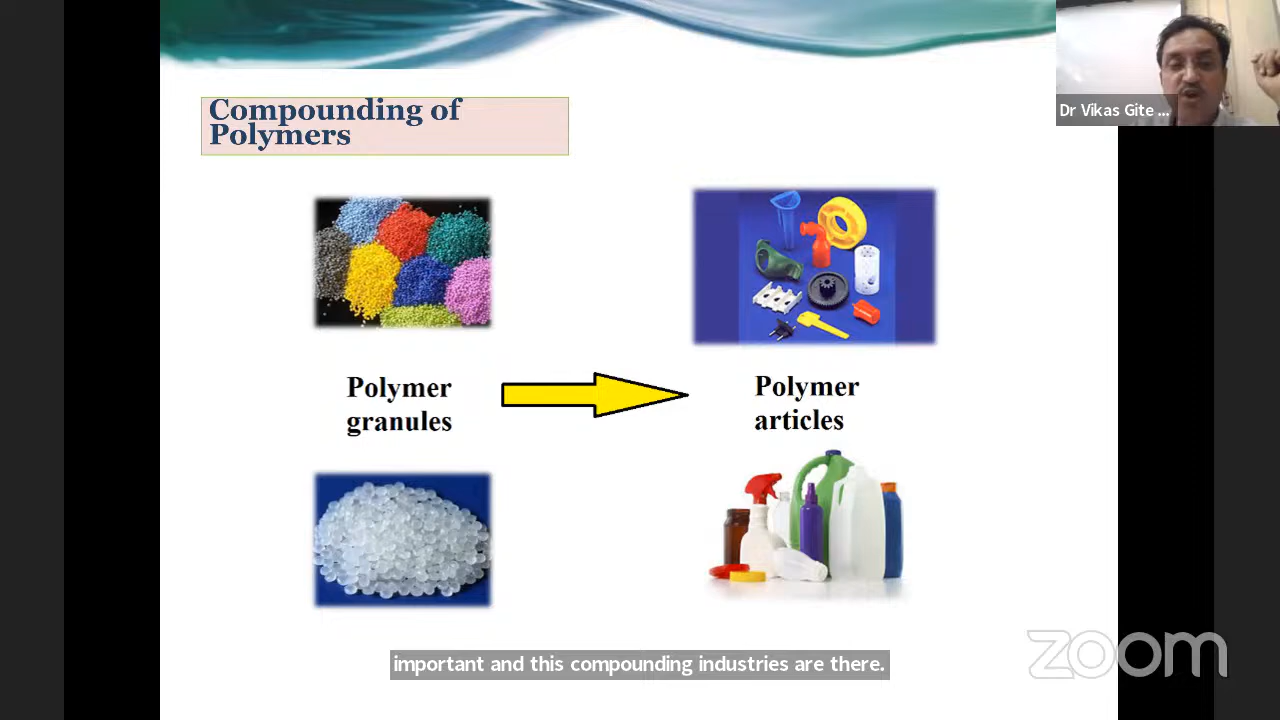 Compounding of
Polymers
Dr Vikas Gite ...
Polymer
granules
Polymer
articles
important and this compounding industries are there.
zoom